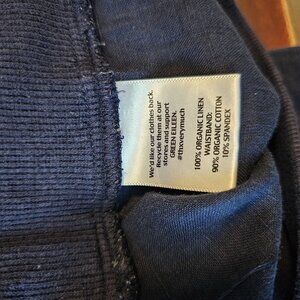 We'd like our clothes back.
Recycle them at our
stores and support
GREEN EILEEN.
#thxverymuch
100% ORGANIC LINEN
WAISTBAND:
90% ORGANIC COTTON
10% SPANDEX